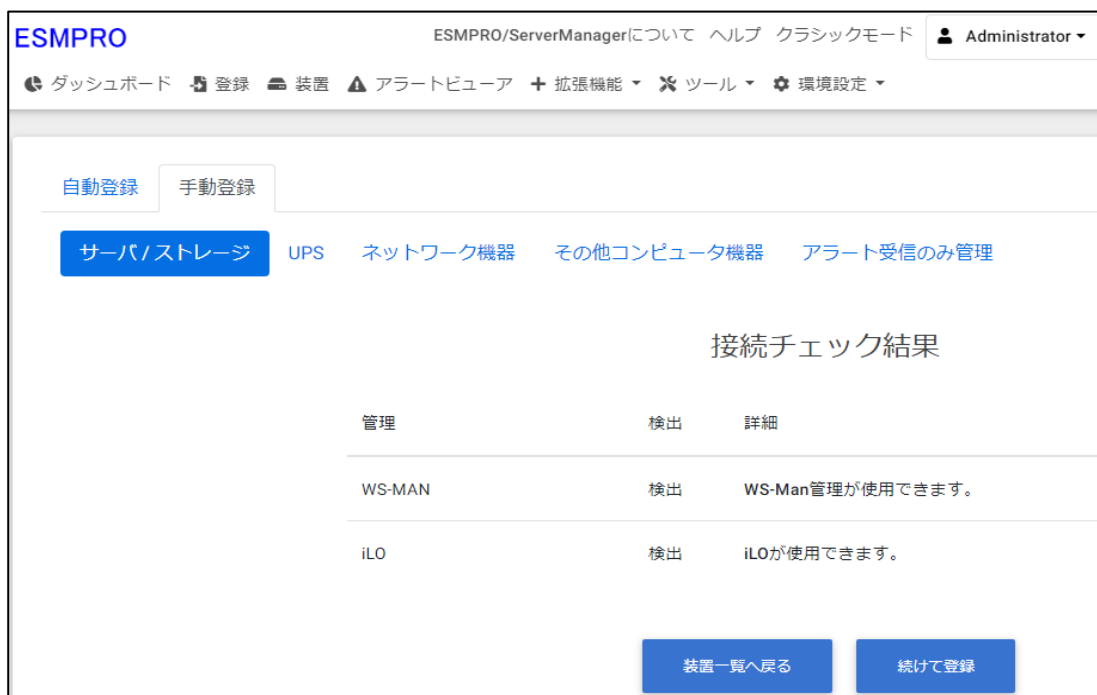 ESMPRO
ESMPRO/ServerManagerについて ヘルプ クラシックモード Administrator
ダッシュボード 登録 装置 アラートビューア 拡張機能 ツール 環境設定
自動登録 手動登録
サーバ / ストレージ UPS ネットワーク機器 その他コンピュータ機器 アラート受信のみ管理
接続チェック結果
管理 検出 詳細
WS-MAN 検出 WS-Man管理が使用できます。
iLO 検出 iLOが使用できます。
装置一覧へ戻る 続けて登録